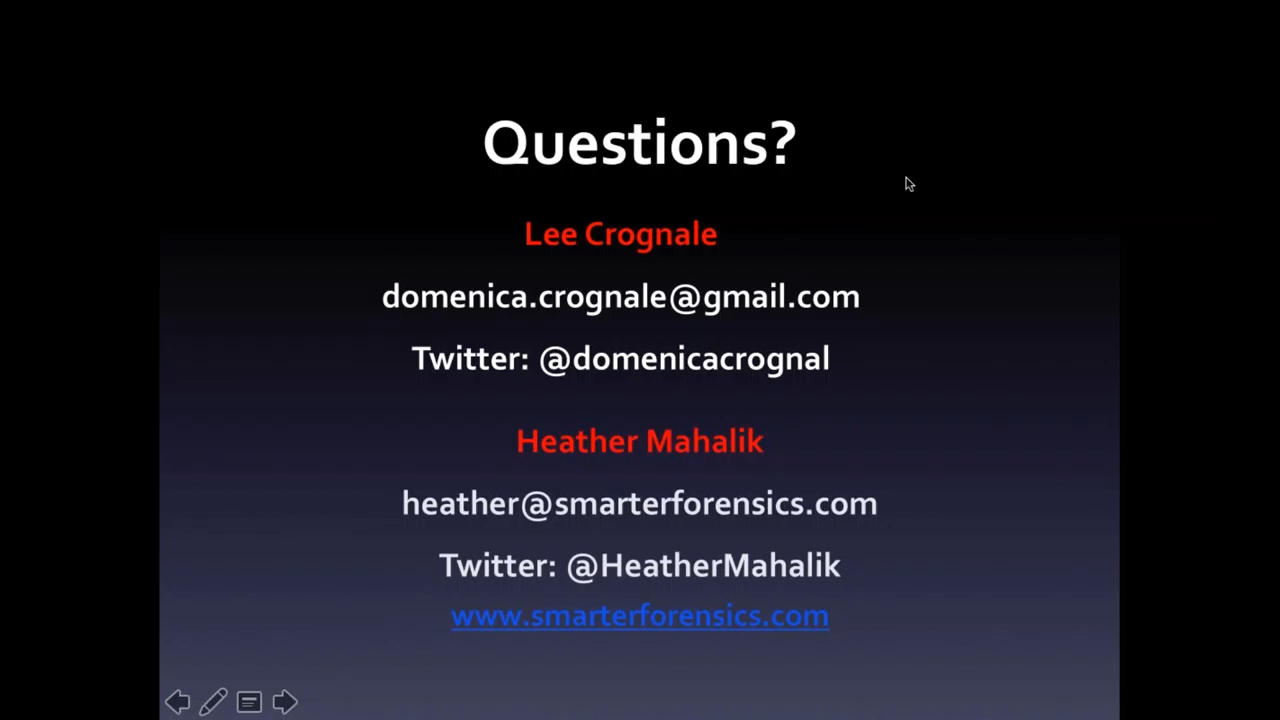 Questions?
Lee Crognale
domenica.crognale@gmail.com
Twitter: @domenicacrognal
Heather Mahalik
heather@smarterforensics.com
Twitter: @HeatherMahalik
www.smarterforensics.com